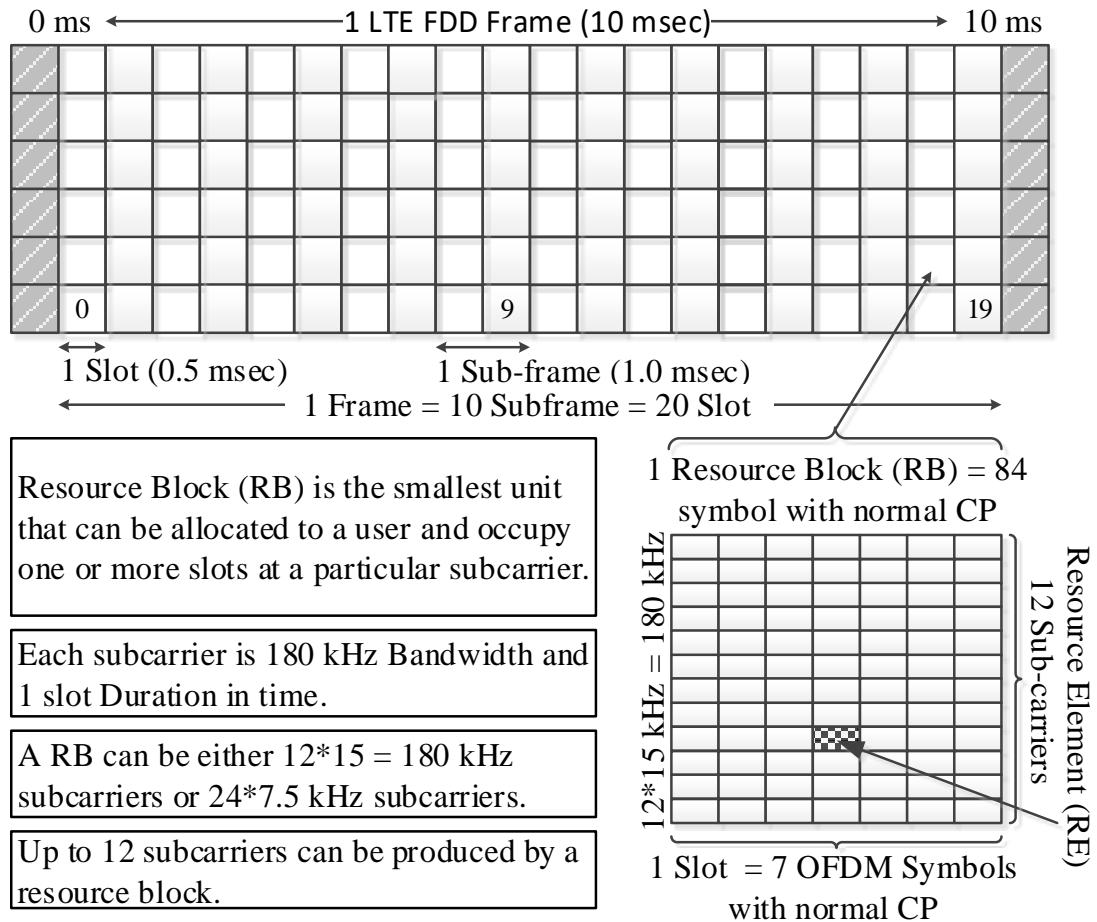 0 ms
1 LTE FDD Frame (10 msec)
10 ms
0
9
19
1 Slot (0.5 msec)
1 Sub-frame (1.0 msec)
1 Frame = 10 Subframe = 20 Slot
Resource Block (RB) is the smallest unit
that can be allocated to a user and occupy
one or more slots at a particular subcarrier.
Each subcarrier is 180 kHz Bandwidth and
1 slot Duration in time.
A RB can be either 12*15 = 180 kHz
subcarriers or 24*7.5 kHz subcarriers.
Up to 12 subcarriers can be produced by a
resource block.
1 Resource Block (RB) = 84
symbol with normal CP
12*15 kHz = 180 kHz
12 Sub-carriers
Resource Element (RE)
1 Slot = 7 OFDM Symbols
with normal CP